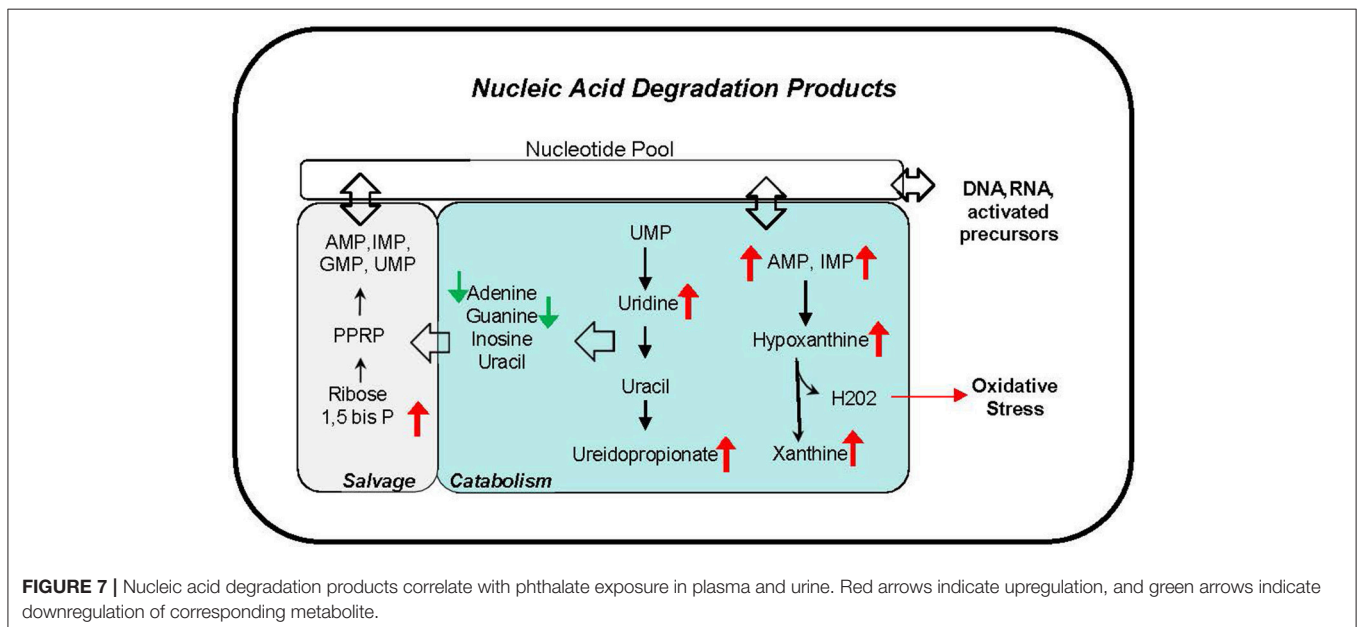 Nucleic Acid Degradation Products
Nucleotide Pool
DNA,RNA,
activated
precursors
AMP,IMP,
GMP, UMP
PPRP
Ribose
1,5 bis P
Salvage
Adenine
Guanine
Inosine
Uracil
Catabolism
UMP
Uridine
Uracil
Ureidopropionate
AMP, IMP
Hypoxanthine
H202
Xanthine
Oxidative
Stress
FIGURE 7 | Nucleic acid degradation products correlate with phthalate exposure in plasma and urine. Red arrows indicate upregulation, and green arrows indicate
downregulation of corresponding metabolite.